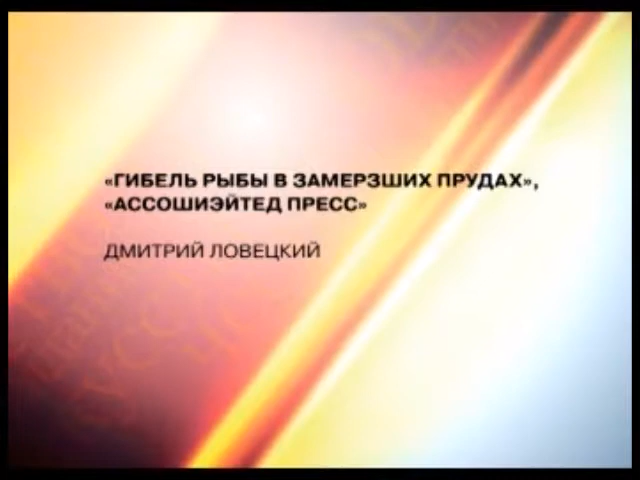 «ГИБЕЛЬ РЫБЫ В ЗАМЕРЗШИХ ПРУДАХ»,
«АССОШИЭЙТЕД ПРЕСС»
ДМИТРИЙ ЛОВЕЦКИЙ